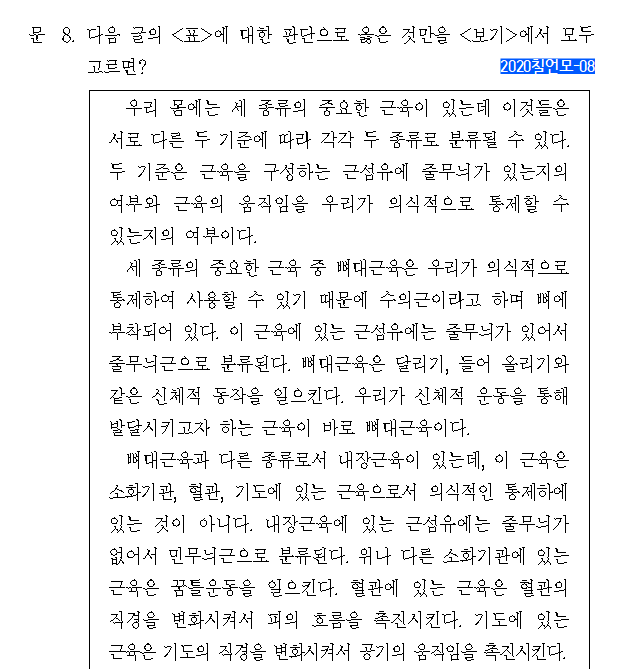 문 8. 다음 글의 <표>에 대한 판단으로 옳은 것만을 <보기>에서 모두
고르면? 2020칠언모-08
우리 몸에는 세 종류의 중요한 근육이 있는데 이것들은
서로 다른 두 기준에 따라 각각 두 종류로 분류될 수 있다.
두 기준은 근육을 구성하는 근섬유에 줄무늬가 있는지의
여부와 근육의 움직임을 우리가 의식적으로 통제할 수
있는지의 여부이다.
세 종류의 중요한 근육 중 뼈대근육은 우리가 의식적으로
통제하여 사용할 수 있기 때문에 수의근이라고 하며 뼈에
부착되어 있다. 이 근육에 있는 근섬유에는 줄무늬가 있어서
줄무늬근으로 분류된다. 뼈대근육은 달리기, 들어 올리기와
같은 신체적 동작을 일으킨다. 우리가 신체적 운동을 통해
발달시키고자 하는 근육이 바로 뼈대근육이다.
뼈대근육과 다른 종류로서 내장근육이 있는데, 이 근육은
소화기관, 혈관, 기도에 있는 근육으로서 의식적인 통제하에
있는 것이 아니다. 내장근육에 있는 근섬유에는 줄무늬가
없어서 민무늬근으로 분류된다. 위나 다른 소화기관에 있는
근육은 꿈틀운동을 일으킨다. 혈관에 있는 근육은 혈관의
직경을 변화시켜서 피의 흐름을 촉진시킨다. 기도에 있는
근육은 기도의 직경을 변화시켜서 공기의 움직임을 촉진시킨다.